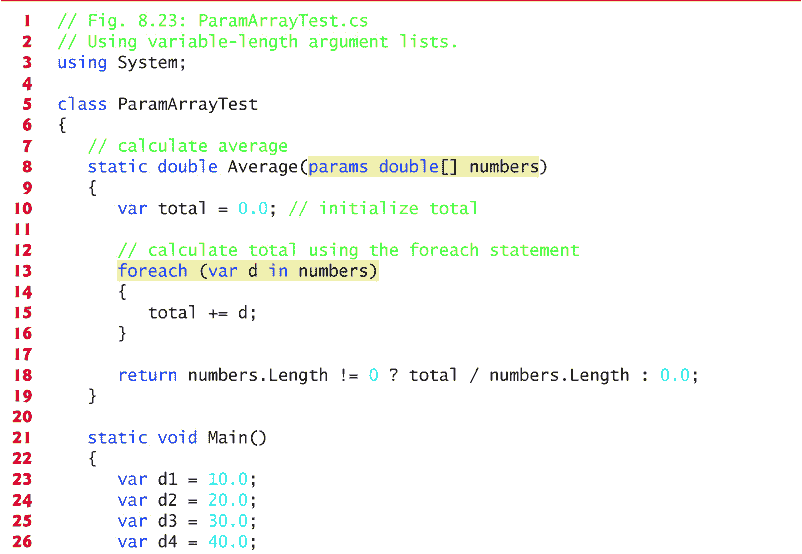 1 // Fig. 8.23: ParamArrayTest.cs
2 // Using variable-length argument lists.
3 using System;
4
5 class ParamArrayTest
6 {
7 // calculate average
8 static double Average(params double[] numbers)
9 {
10 var total = 0.0; // initialize total
11
12 // calculate total using the foreach statement
13 foreach (var d in numbers)
14 {
15 total += d;
16 }
17
18 return numbers.Length != 0 ? total / numbers.Length : 0.0;
19 }
20
21 static void Main()
22 {
23 var d1 = 10.0;
24 var d2 = 20.0;
25 var d3 = 30.0;
26 var d4 = 40.0;